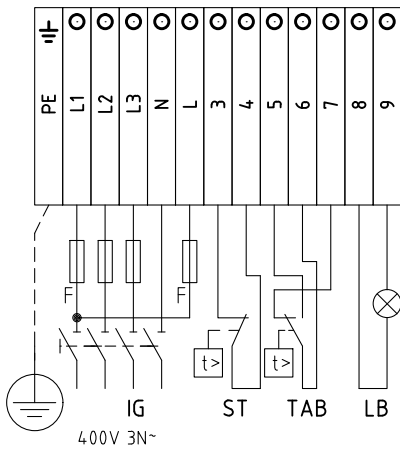 PE L1 L2 L3 N L 3 4 5 6 7 8 9
F F
t> t>
IG ST TAB LB
400V 3N~